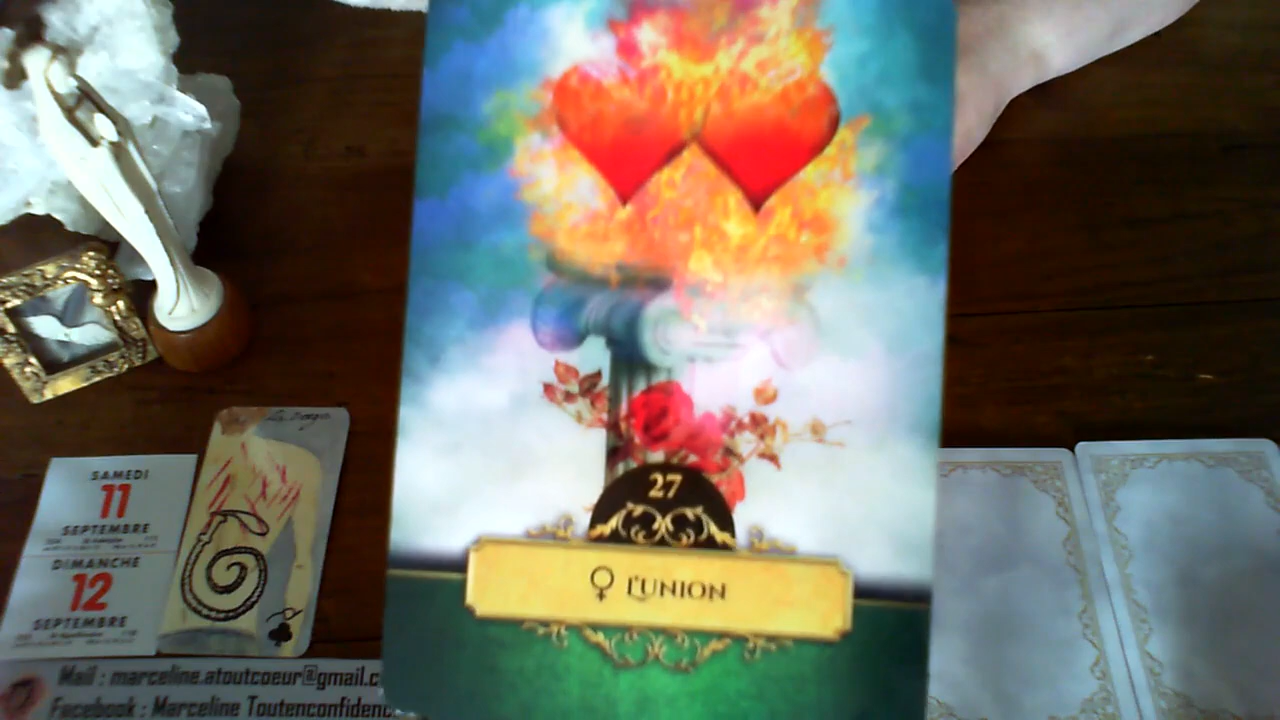 27
♀ L'UNION
SAMEDI
11
SEPTEMBRE
DIMANCHE
12
SEPTEMBRE
Mail : marceline.atoutcoeur@gmail.c
Facebook : Marceline Toutenconfidenc